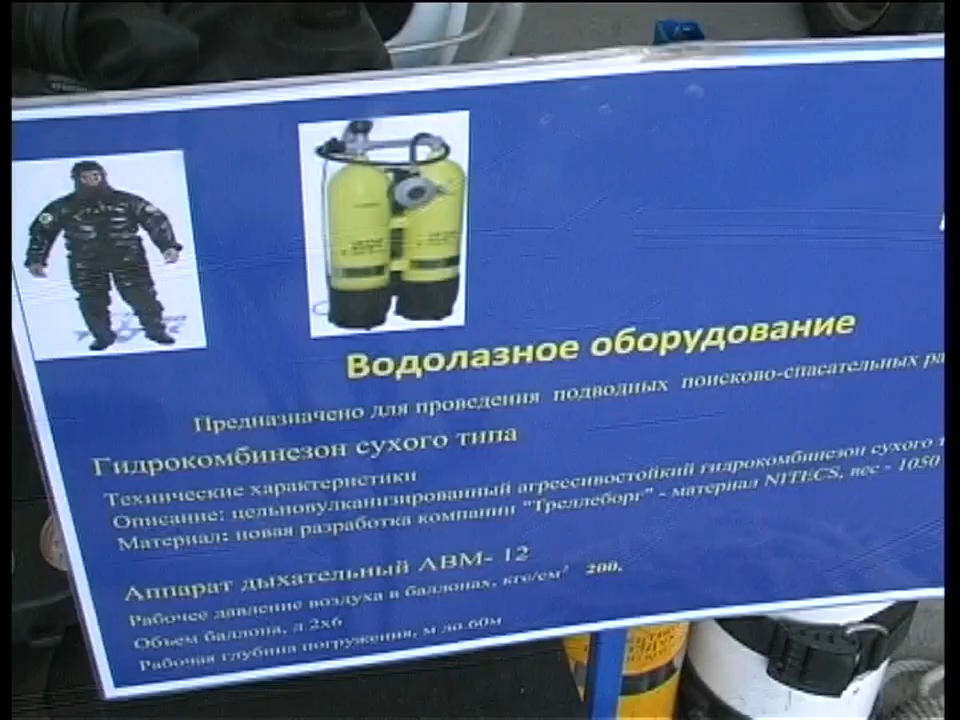 Водолазное оборудование
Предназначено для проведения подводных поисково-спасательных ра
Гидрокомбинезон сухого типа
Технические характеристики
Описание: цельновулканизированный агрессивостойкий гидрокомбинезон сухого т
Материал: новая разработка компании "Треллеборг" - материал NITECS, вес - 1050
Аппарат дыхательный АВМ- 12
Рабочее давление воздуха в баллонах, кгс/см² 200.
Объем баллона, л 2х6
Рабочая глубина погружения, м до.60м